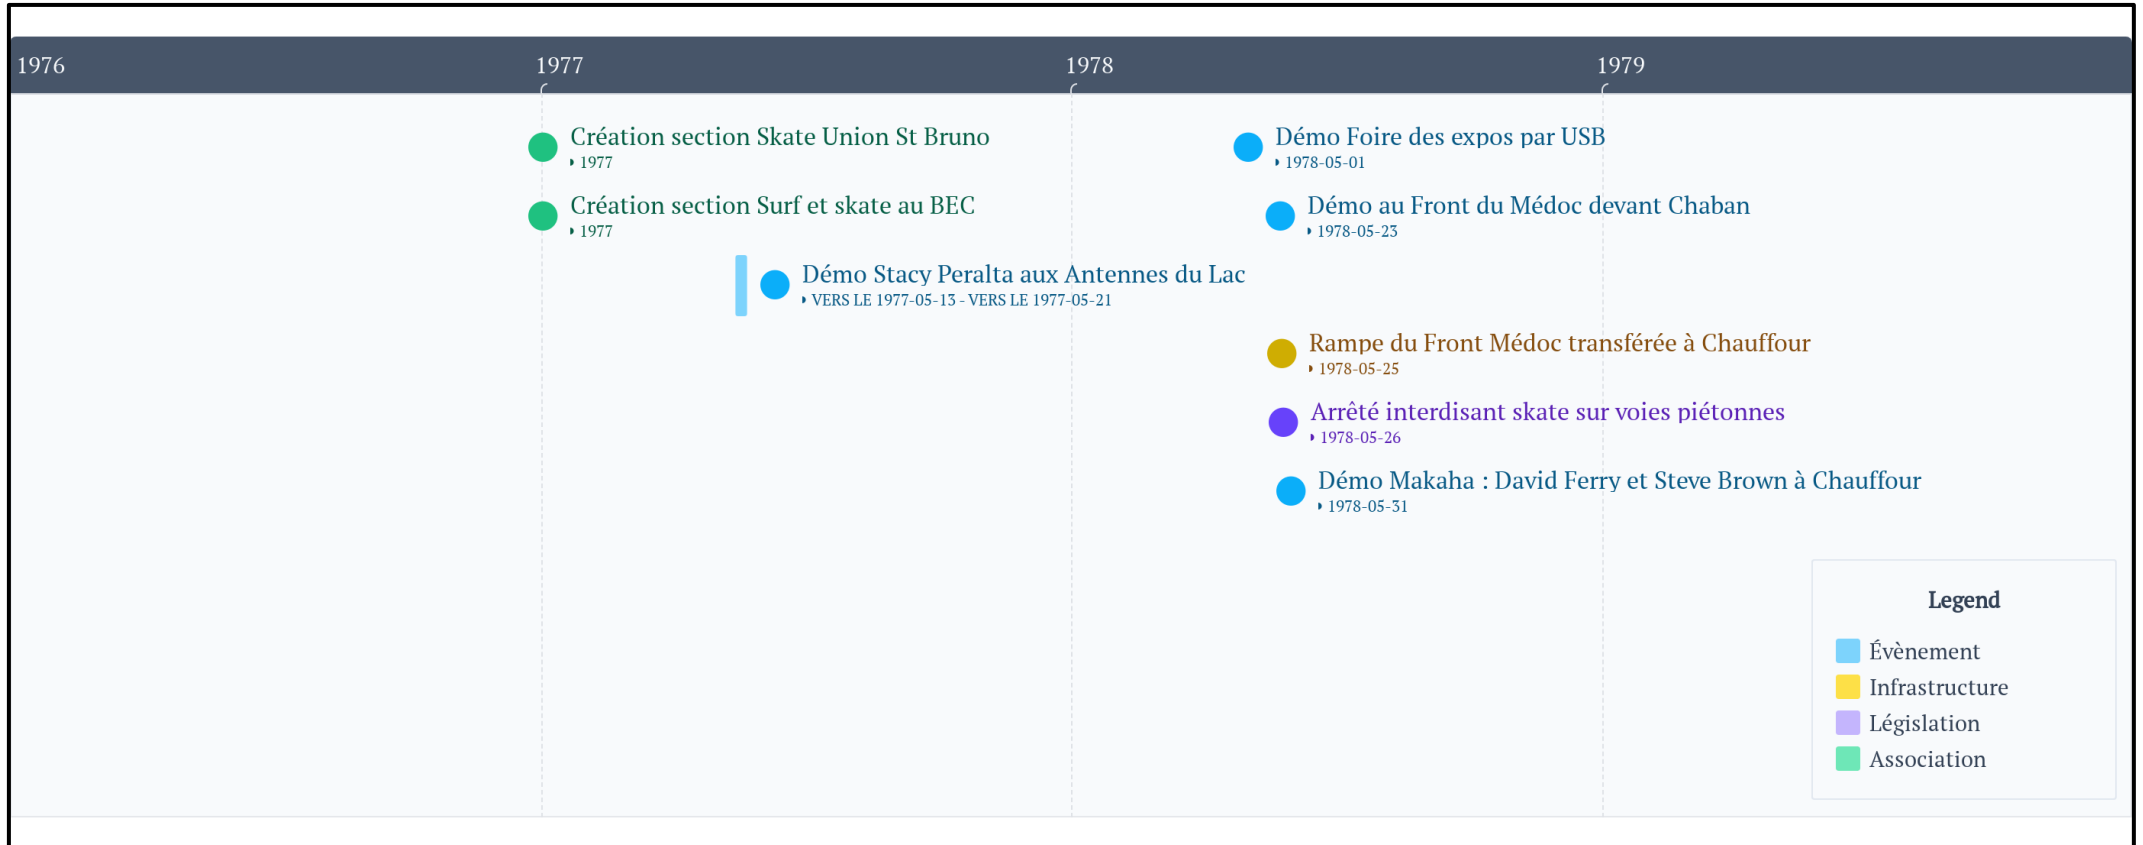 1976
1977
1978
1979
Création section Skate Union St Bruno
1977
Création section Surf et skate au BEC
1977
Démo Stacy Peralta aux Antennes du Lac
VERS LE 1977-05-13 - VERS LE 1977-05-21
Démo Foire des expos par USB
1978-05-01
Démo au Front du Médoc devant Chaban
1978-05-23
Rampe du Front Médoc transférée à Chauffour
1978-05-25
Arrêté interdisant skate sur voies piétonnes
1978-05-26
Démo Makaha : David Ferry et Steve Brown à Chauffour
1978-05-31
Legend
Évènement
Infrastructure
Législation
Association